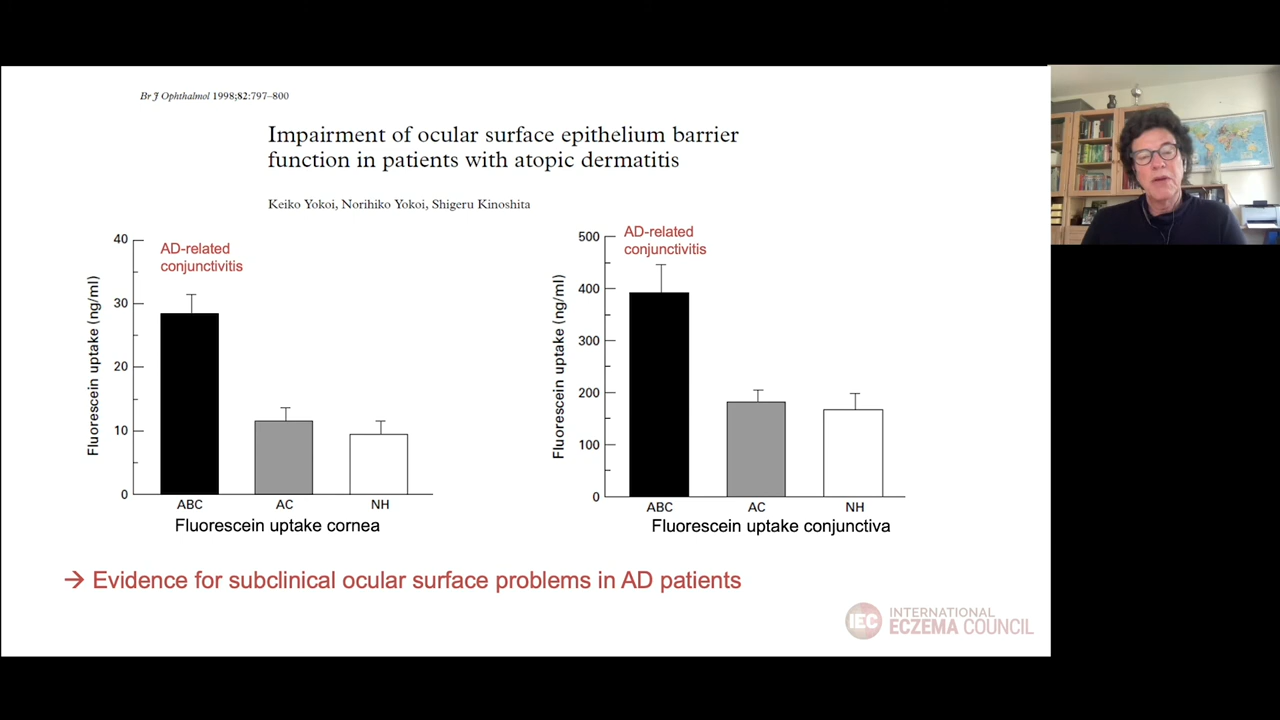 Br J Ophthalmol 1998;82:797–800
Impairment of ocular surface epithelium barrier
function in patients with atopic dermatitis
Keiko Yokoi, Norihiko Yokoi, Shigeru Kinoshita
AD-related
conjunctivitis
Fluorescein uptake (ng/ml)
40
30
20
10
0
ABC AC NH
Fluorescein uptake cornea
AD-related
conjunctivitis
Fluorescein uptake (ng/ml)
500
400
300
200
100
0
ABC AC NH
Fluorescein uptake conjunctiva
→ Evidence for subclinical ocular surface problems in AD patients
IEC
INTERNATIONAL
ECZEMA COUNCIL